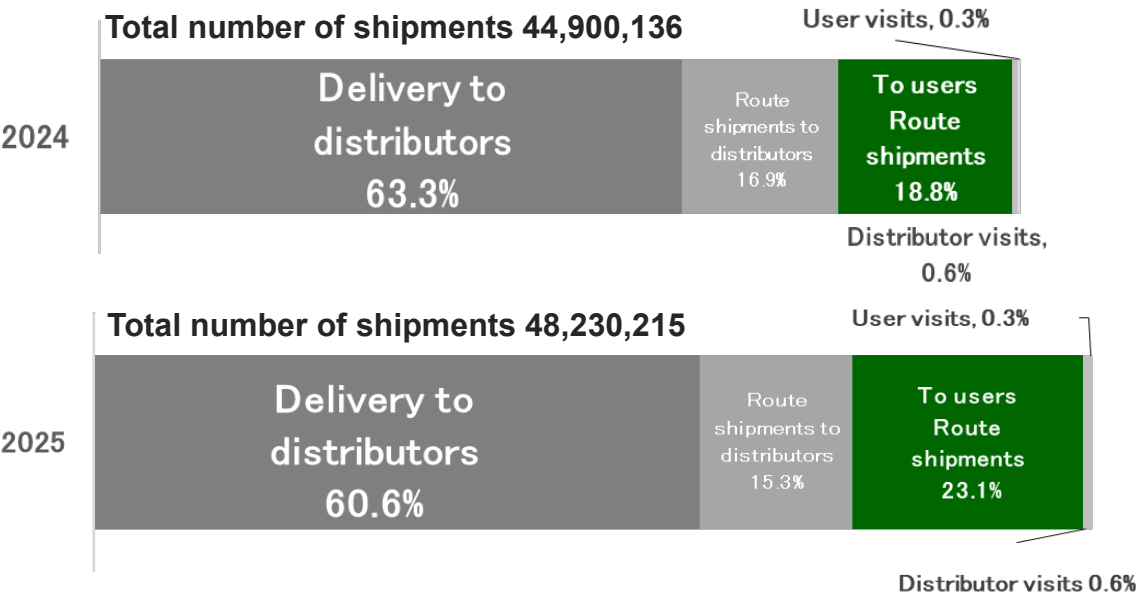 Total number of shipments 44,900,136
User visits, 0.3%
2024
Delivery to
distributors
63.3%
Route
shipments to
distributors
16.9%
To users
Route
shipments
18.8%
Distributor visits,
0.6%
Total number of shipments 48,230,215
User visits, 0.3%
2025
Delivery to
distributors
60.6%
Route
shipments to
distributors
15.3%
To users
Route
shipments
23.1%
Distributor visits 0.6%